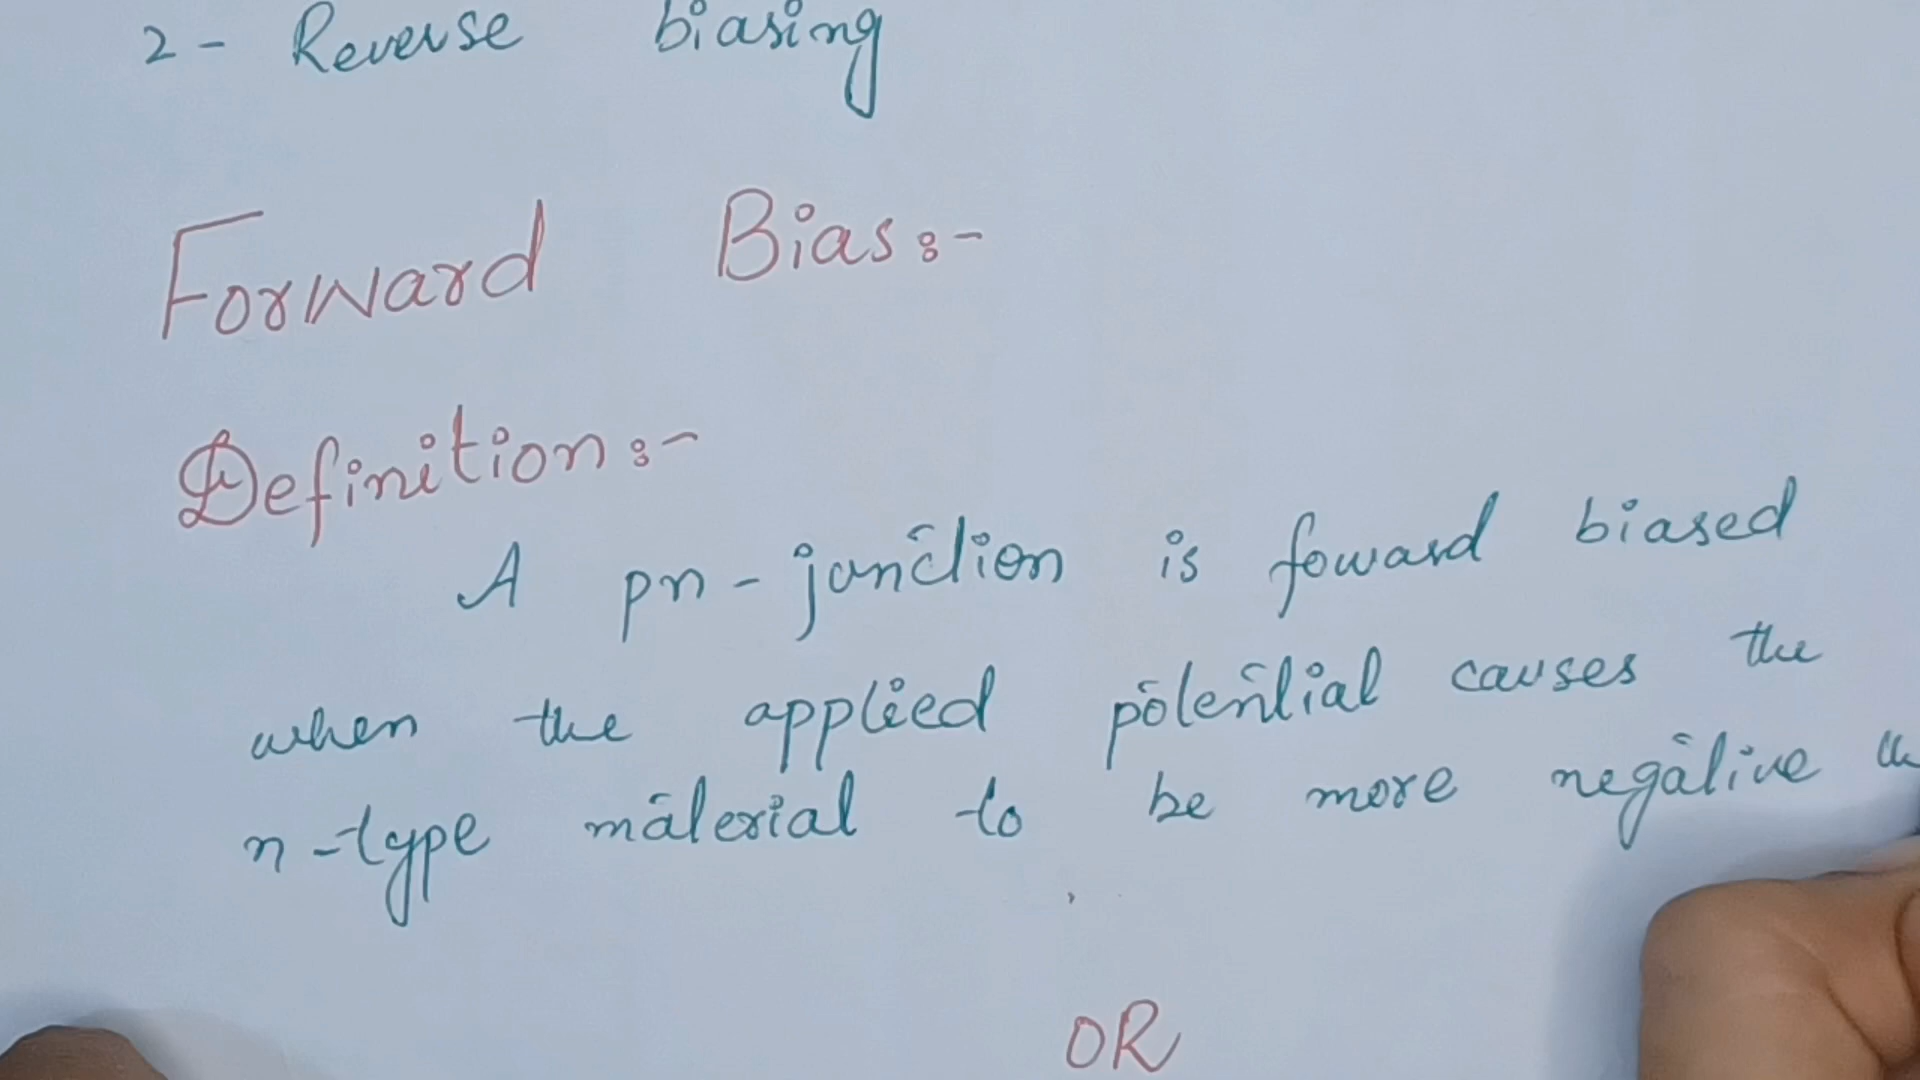 2- Reverse biasing
Forward Bias:-
Definition:-
A pn-junction is foward biased
when the applied potential causes the
n-type material to be more negative
OR